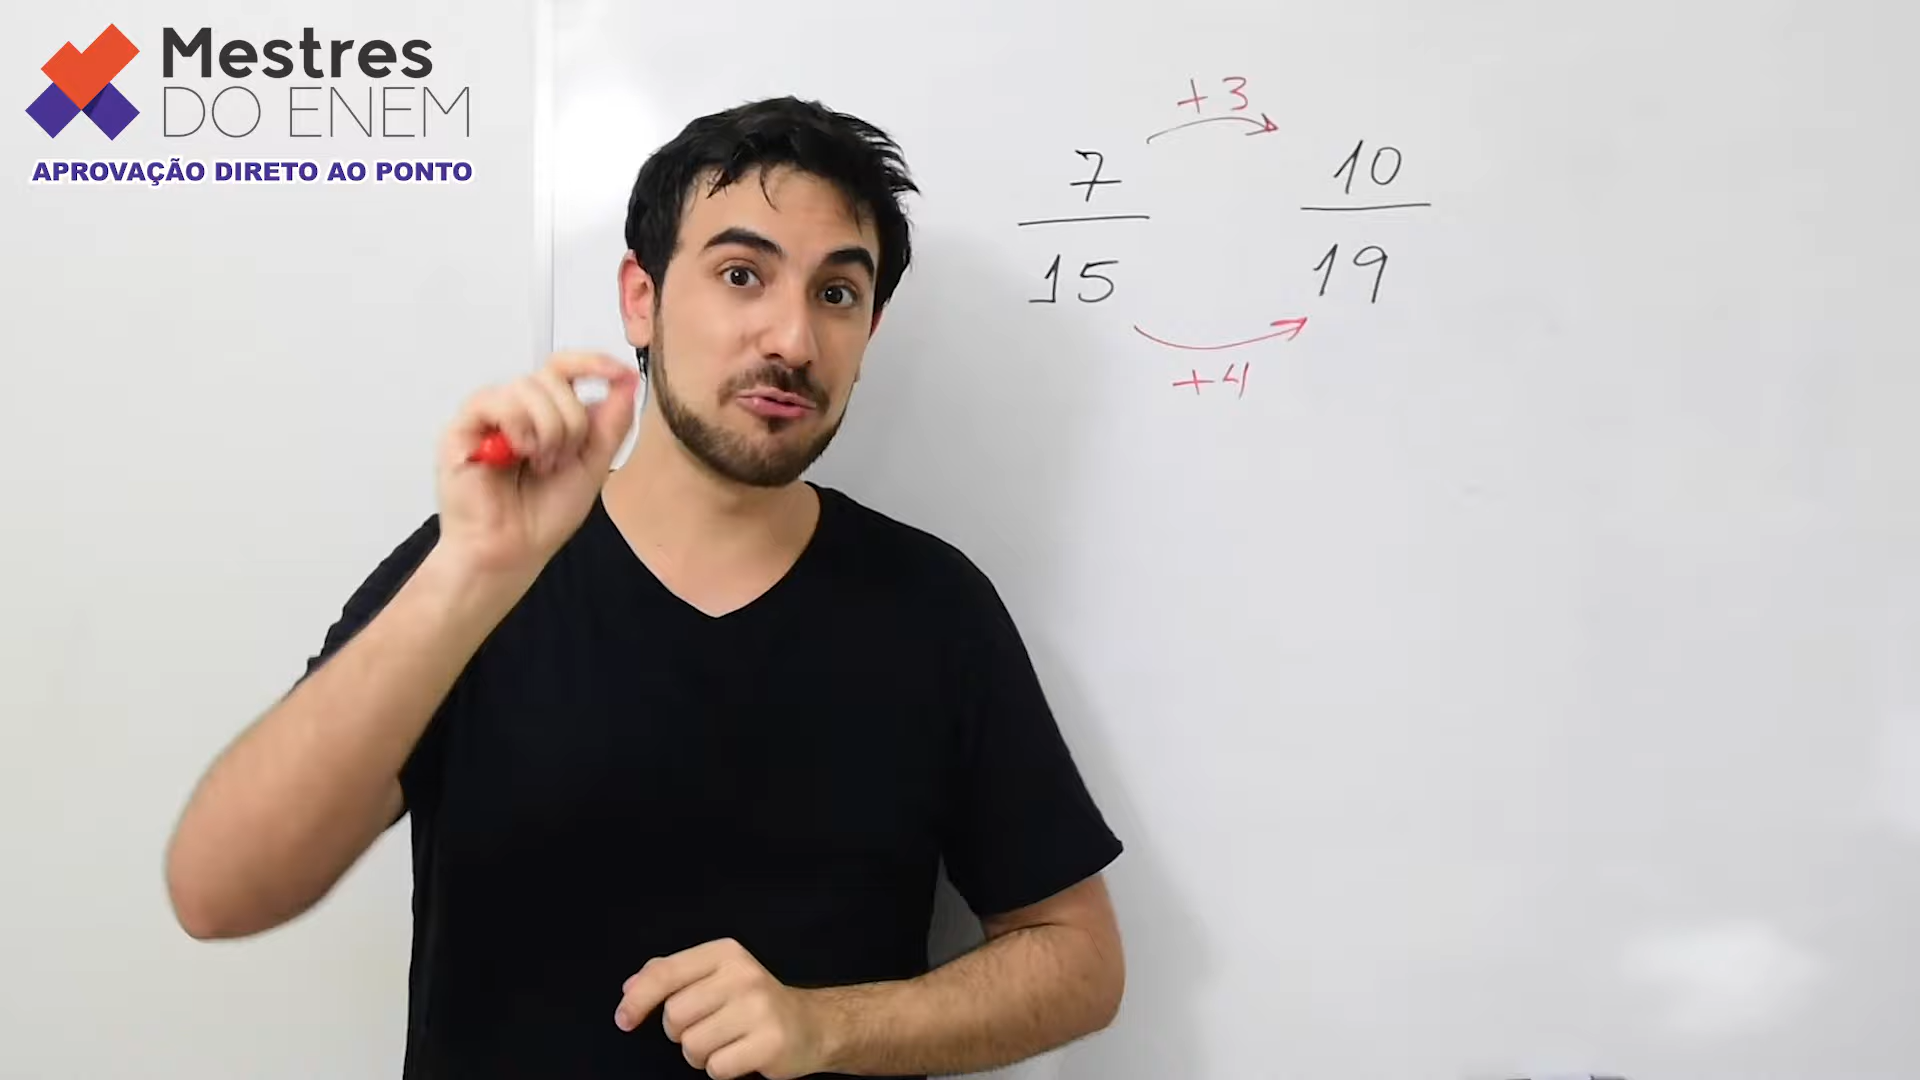 Mestres
DO ENEM
APROVAÇÃO DIRETO AO PONTO
+3
7 10
15 19
+4